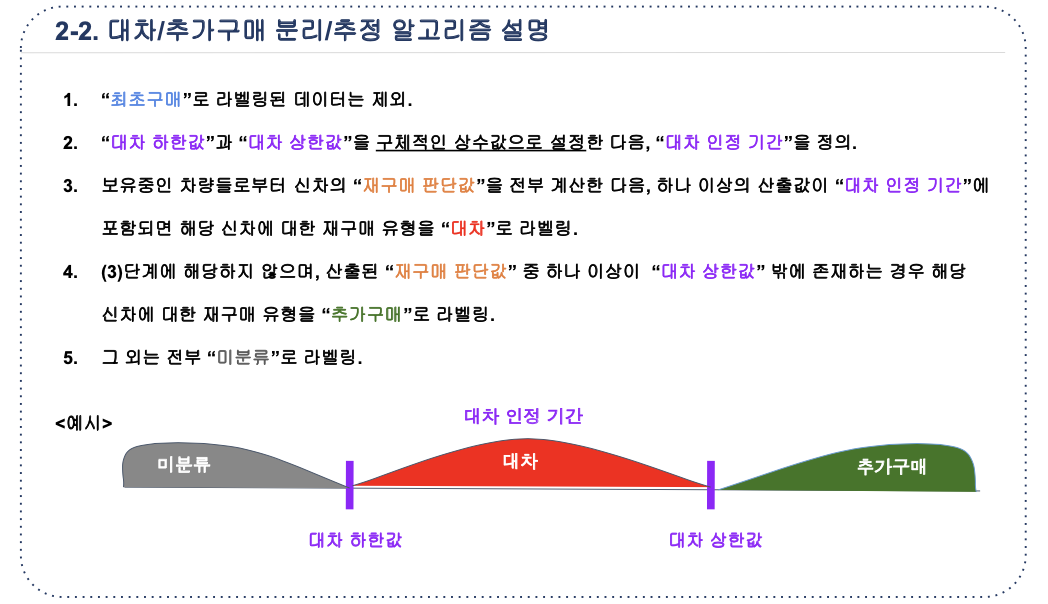 2-2. 대차/추가구매 분리/추정 알고리즘 설명
1. “최초구매”로 라벨링된 데이터는 제외.
2. “대차 하한값”과 “대차 상한값”을 구체적인 상수값으로 설정한 다음, “대차 인정 기간”을 정의.
3. 보유중인 차량들로부터 신차의 “재구매 판단값”을 전부 계산한 다음, 하나 이상의 산출값이 “대차 인정 기간”에
포함되면 해당 신차에 대한 재구매 유형을 “대차”로 라벨링.
4. (3)단계에 해당하지 않으며, 산출된 “재구매 판단값” 중 하나 이상이 “대차 상한값” 밖에 존재하는 경우 해당
신차에 대한 재구매 유형을 “추가구매”로 라벨링.
5. 그 외는 전부 “미분류”로 라벨링.
<예시>
대차 인정 기간
미분류
대차
추가구매
대차 하한값
대차 상한값